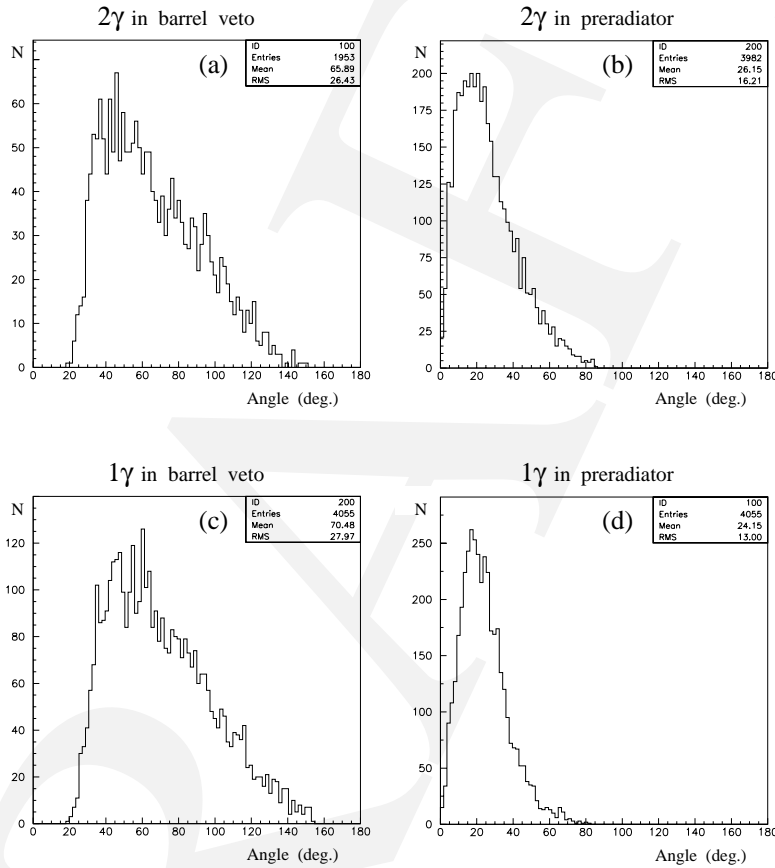 2γ in barrel veto
N
(a)
ID 100
Entries 1953
Mean 65.89
RMS 26.43
60
50
40
30
20
10
0
0 20 40 60 80 100 120 140 160 180
Angle (deg.)
2γ in preradiator
N
(b)
ID 200
Entries 3982
Mean 26.15
RMS 16.21
200
175
150
125
100
75
50
25
0
0 20 40 60 80 100 120 140 160 180
Angle (deg.)
1γ in barrel veto
N
(c)
ID 200
Entries 4055
Mean 70.48
RMS 27.97
120
100
80
60
40
20
0
0 20 40 60 80 100 120 140 160 180
Angle (deg.)
1γ in preradiator
N
(d)
ID 100
Entries 4055
Mean 24.15
RMS 13.00
250
200
150
100
50
0
0 20 40 60 80 100 120 140 160 180
Angle (deg.)